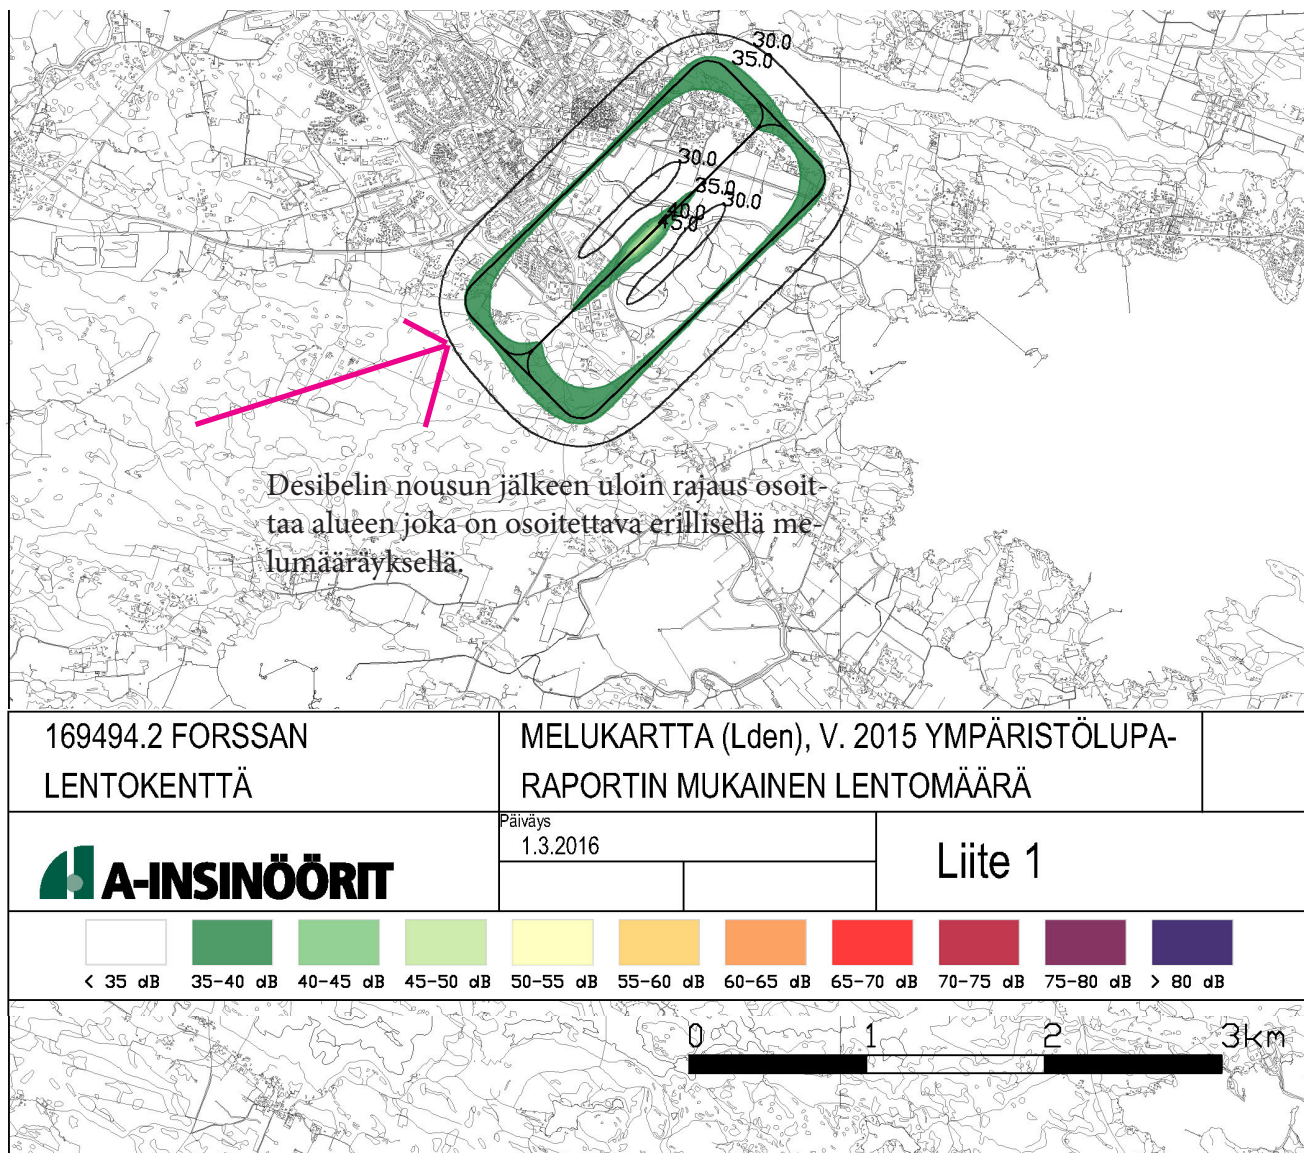 30.0
35.0
30.0
35.0
30.0
40.0
45.0
Desibelin nousun jälkeen uloin rajaus osoit-
taa alueen joka on osoitettava erillisellä me-
lumääräyksellä.
169494.2 FORSSAN
LENTOKENTTÄ
MELUKARTTA (Lden), V. 2015 YMPÄRISTÖLUPA-
RAPORTIN MUKAINEN LENTOMÄÄRÄ
A-INSINÖÖRIT
Päiväys
1.3.2016
Liite 1
< 35 dB 35-40 dB 40-45 dB 45-50 dB 50-55 dB 55-60 dB 60-65 dB 65-70 dB 70-75 dB 75-80 dB > 80 dB
0 1 2 3km